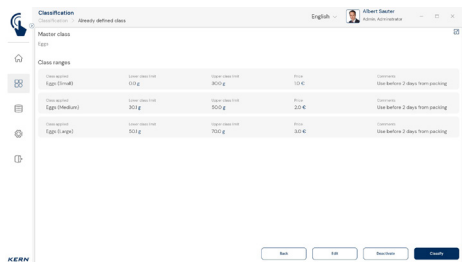 Classification
Classification > Already defined class
English
Albert Sauter
Admin, Administrator
Master class
Eggs
Class ranges
Class applied Lower class limit Upper class limit Price Comments
Eggs (Small) 0.0 g 30.0 g 1.0 € Use before 2 days from packing
Class applied Lower class limit Upper class limit Price Comments
Eggs (Medium) 30.1 g 50.0 g 2.0 € Use before 2 days from packing
Class applied Lower class limit Upper class limit Price Comments
Eggs (Large) 50.1 g 70.0 g 3.0 € Use before 2 days from packing
Back Edit Classify
KERN